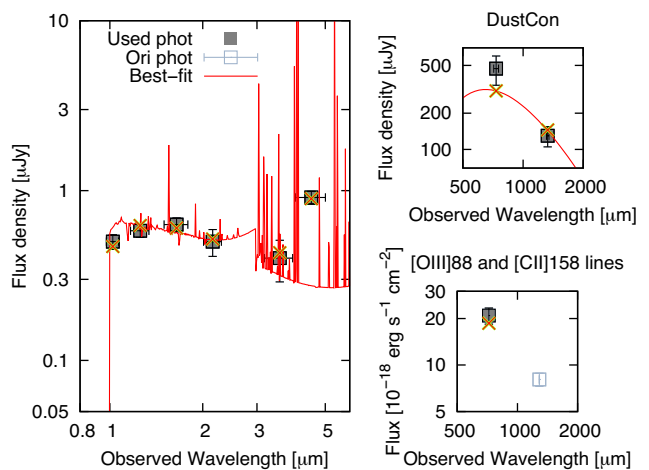 Used phot
Ori phot
Best−fit
10
3
1
0.3
0.1
0.05
Flux density [μJy]
0.8 1 2 3 5
Observed Wavelength [μm]
DustCon
500
300
100
Flux density [μJy]
500 1000 2000
Observed Wavelength [μm]
[OIII]88 and [CII]158 lines
30
20
10
5
Flux [10⁻¹⁸ erg s⁻¹ cm⁻²]
500 1000 2000
Observed Wavelength [μm]